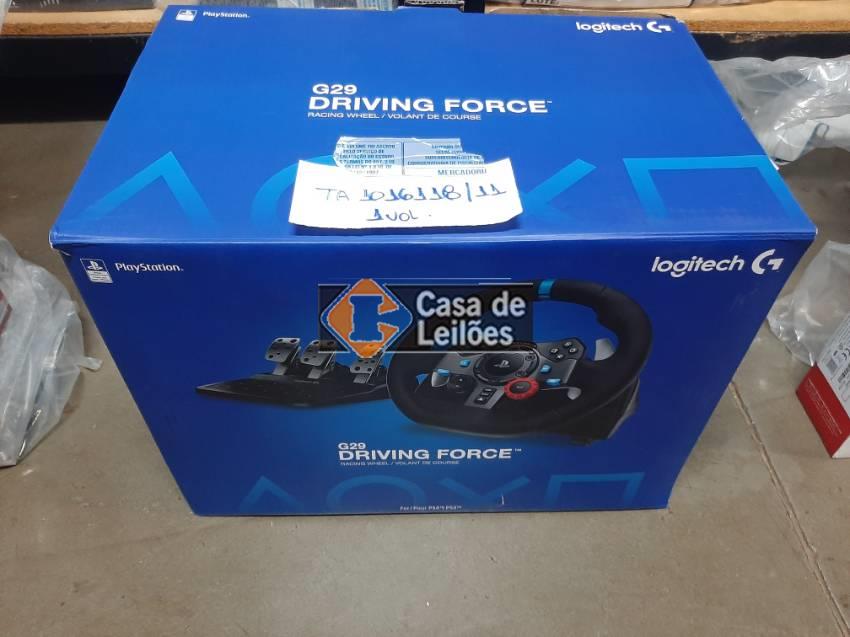 PlayStation.
logitech G
G29
DRIVING FORCE™
RACING WHEEL / VOLANT DE COURSE
MERCADORI
TA 1016118/11
1 VOL.
PlayStation.
logitech G
Casa de
Leilões
G29
DRIVING FORCE™
RACING WHEEL / VOLANT DE COURSE